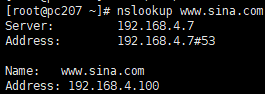 [root@pc207 ~]# nslookup www.sina.com
Server:         192.168.4.7
Address:        192.168.4.7#53

Name:   www.sina.com
Address: 192.168.4.100